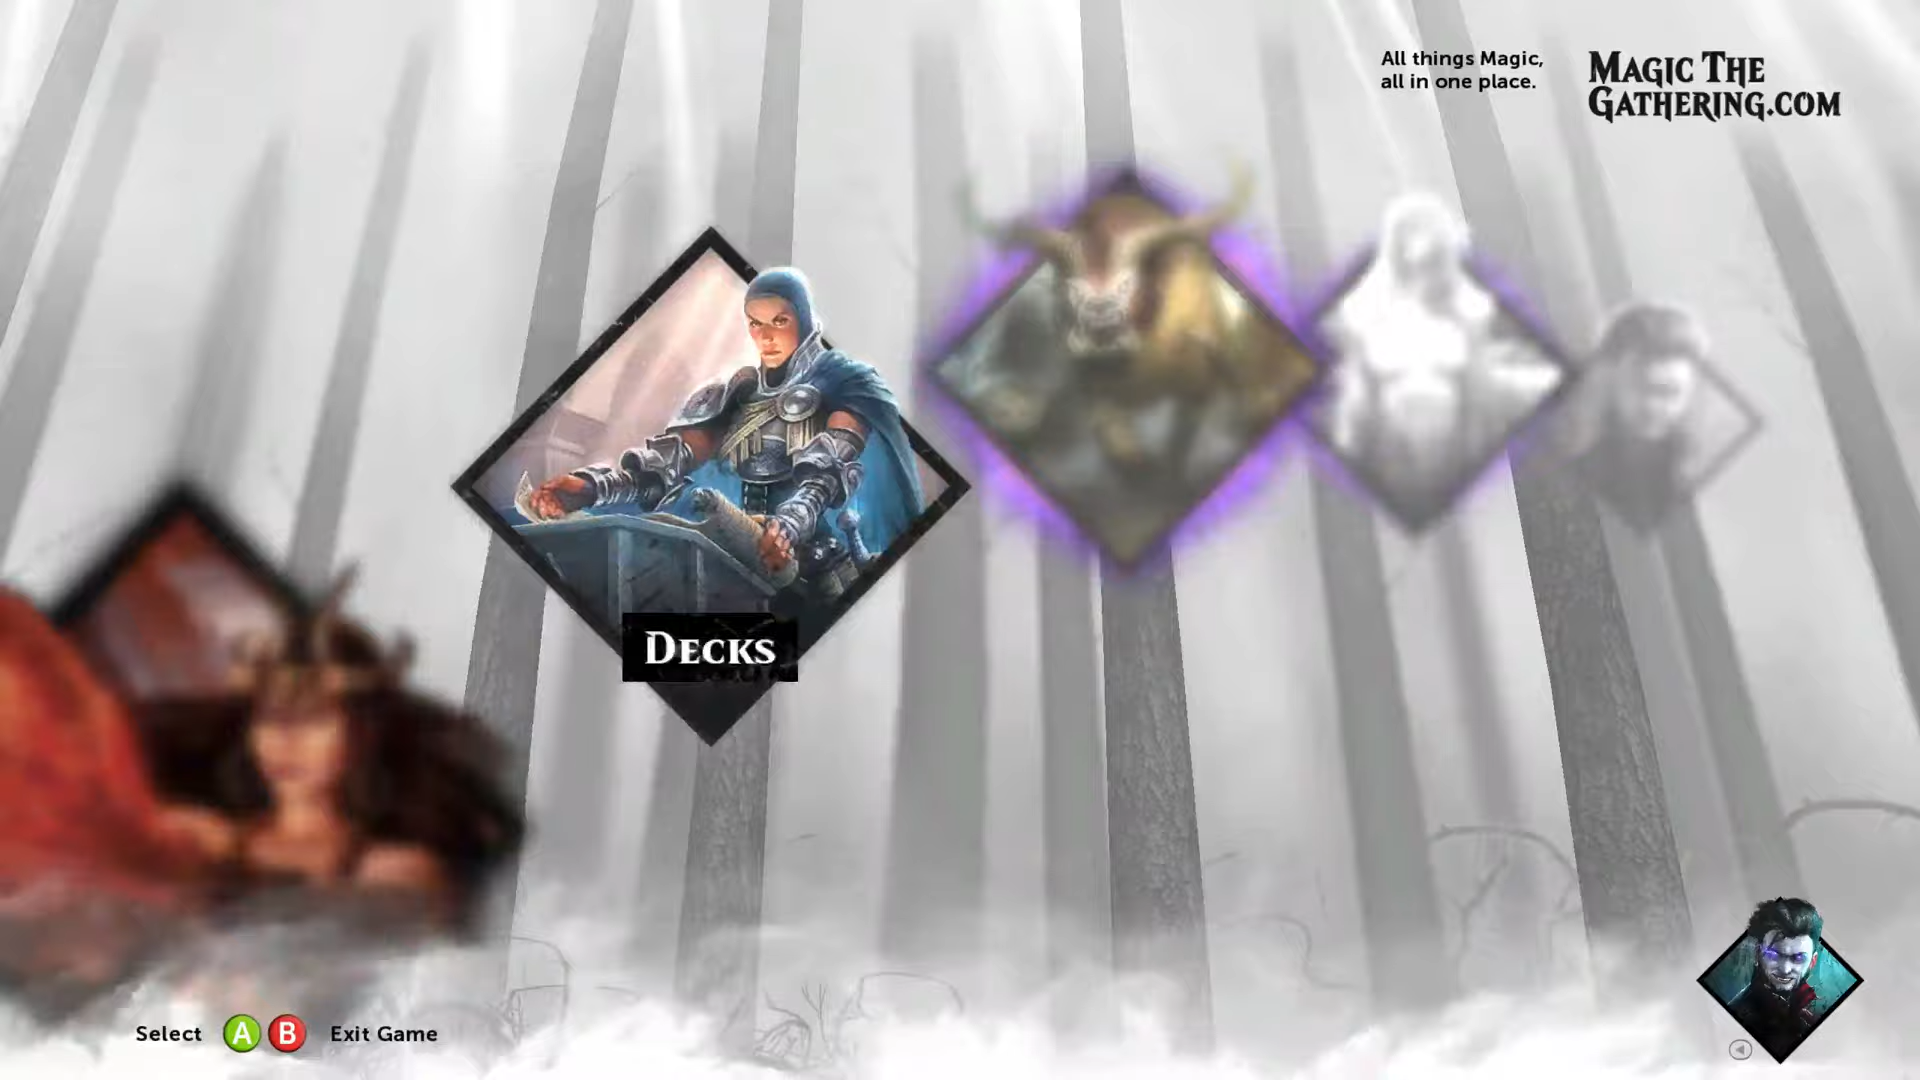 All things Magic,
all in one place.
Magic The
Gathering.com
Decks
Select A B Exit Game